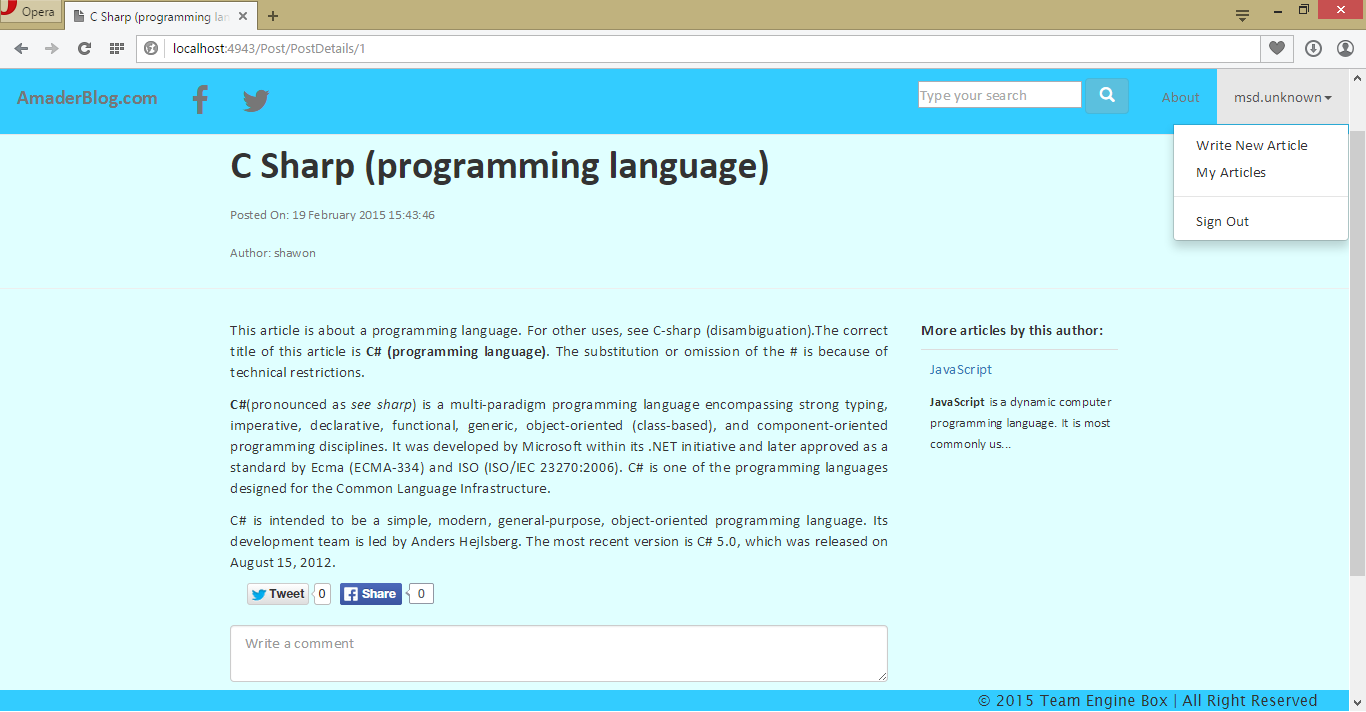 Opera
C Sharp (programming lan
localhost:4943/Post/PostDetails/1
AmaderBlog.com
Type your search
About
msd.unknown
Write New Article
My Articles
Sign Out
C Sharp (programming language)
Posted On: 19 February 2015 15:43:46
Author: shawon
This article is about a programming language. For other uses, see C-sharp (disambiguation).The correct
title of this article is C# (programming language). The substitution or omission of the # is because of
technical restrictions.
C#(pronounced as see sharp) is a multi-paradigm programming language encompassing strong typing,
imperative, declarative, functional, generic, object-oriented (class-based), and component-oriented
programming disciplines. It was developed by Microsoft within its .NET initiative and later approved as a
standard by Ecma (ECMA-334) and ISO (ISO/IEC 23270:2006). C# is one of the programming languages
designed for the Common Language Infrastructure.
C# is intended to be a simple, modern, general-purpose, object-oriented programming language. Its
development team is led by Anders Hejlsberg. The most recent version is C# 5.0, which was released on
August 15, 2012.
Tweet 0 Share 0
Write a comment
More articles by this author:
JavaScript
JavaScript is a dynamic computer
programming language. It is most
commonly us...
© 2015 Team Engine Box | All Right Reserved